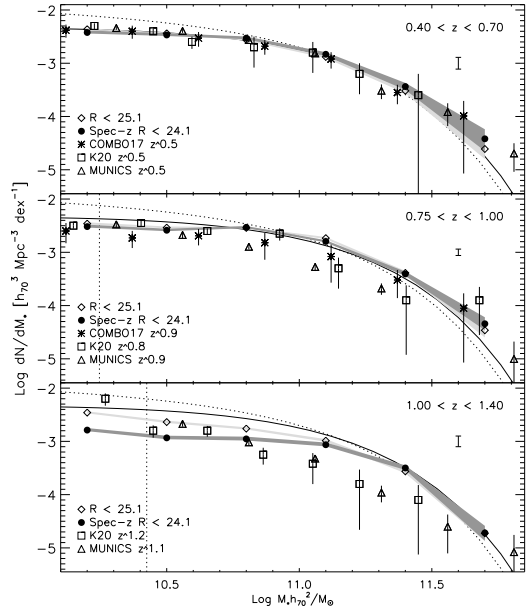 0.40 < z < 0.70
−2
−3
−4
−5
R < 25.1
Spec−z R < 24.1
COMBO17 z^0.5
K20 z^0.5
MUNICS z^0.5
0.75 < z < 1.00
−2
−3
−4
−5
R < 25.1
Spec−z R < 24.1
COMBO17 z^0.9
K20 z^0.8
MUNICS z^0.9
1.00 < z < 1.40
−2
−3
−4
−5
R < 25.1
Spec−z R < 24.1
K20 z^1.2
MUNICS z^1.1
10.5 11.0 11.5
Log M⁎h₇₀²/M☉
Log dN/dM⁎ [h₇₀³ Mpc⁻³ dex⁻¹]